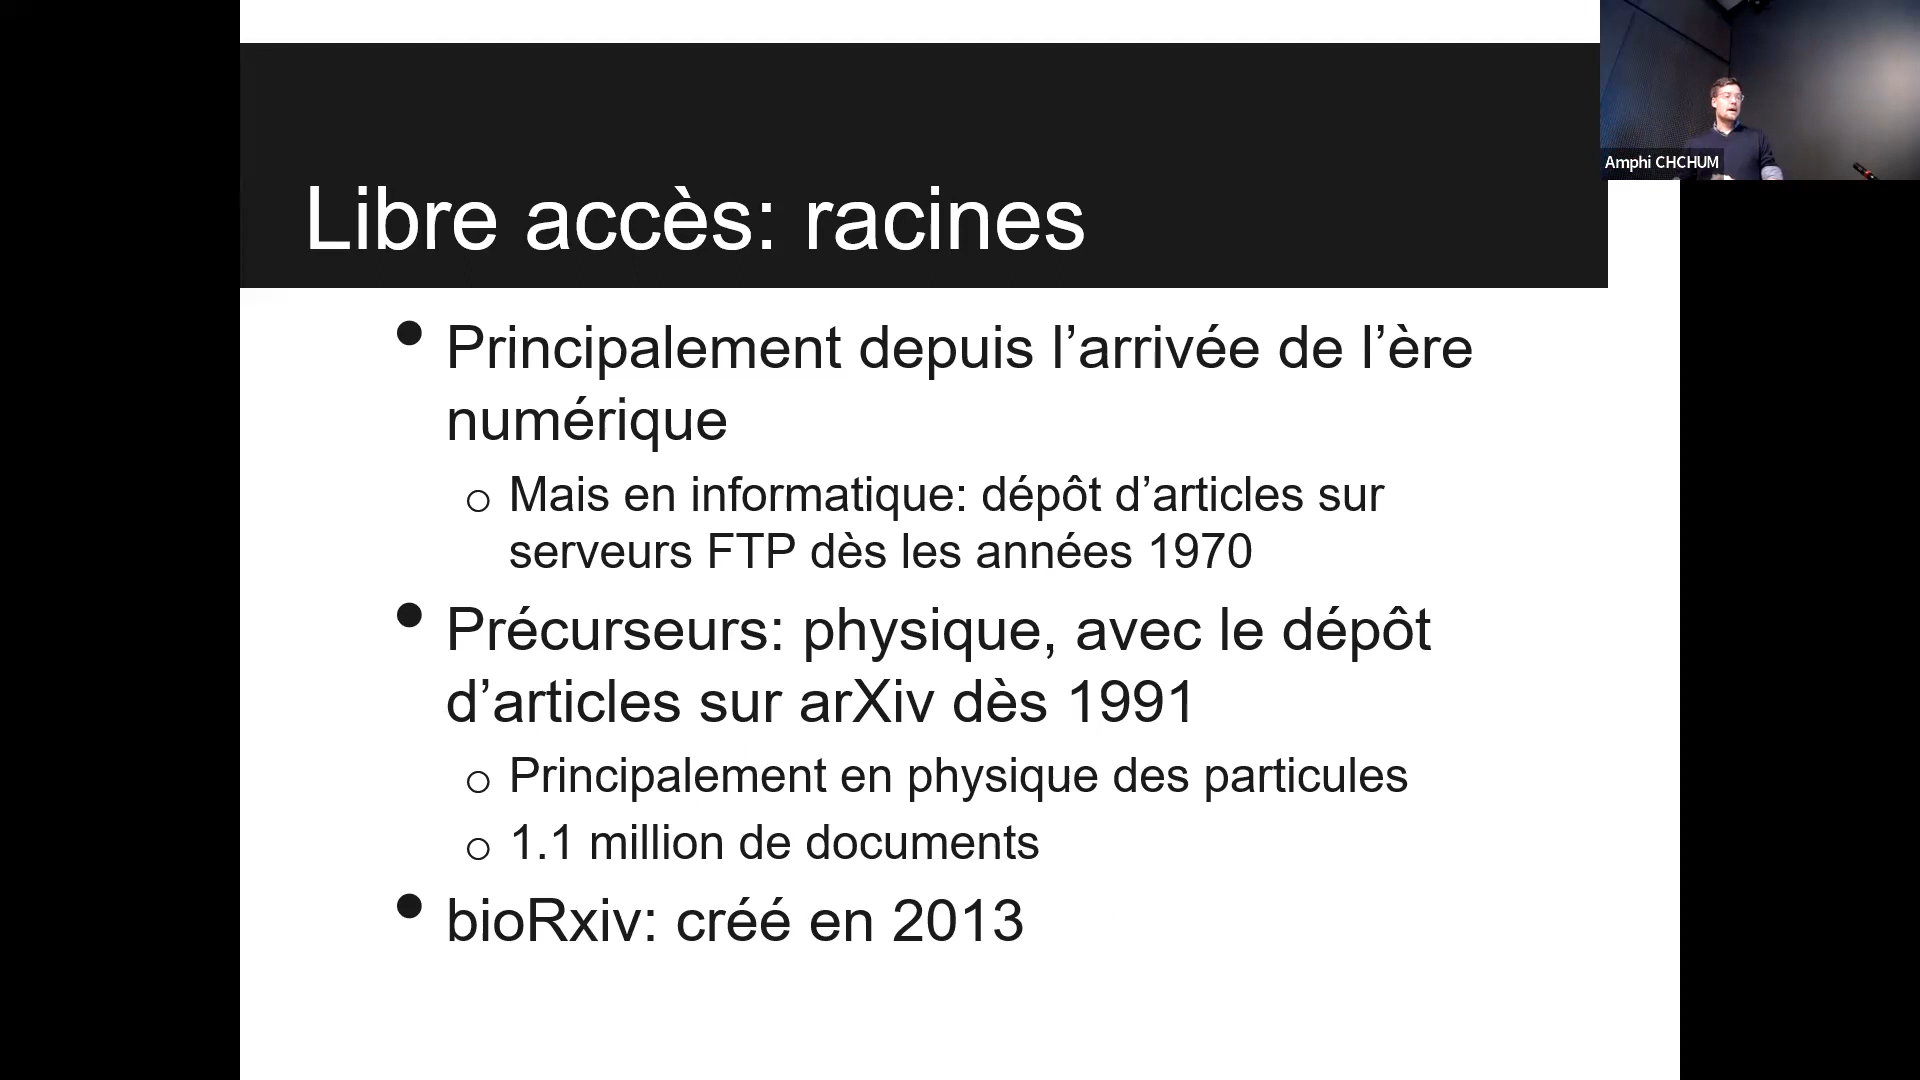 Libre accès: racines
Principalement depuis l’arrivée de l’ère
numérique
Mais en informatique: dépôt d’articles sur
serveurs FTP dès les années 1970
Précurseurs: physique, avec le dépôt
d’articles sur arXiv dès 1991
Principalement en physique des particules
1.1 million de documents
bioRxiv: créé en 2013
Amphi CHCHUM